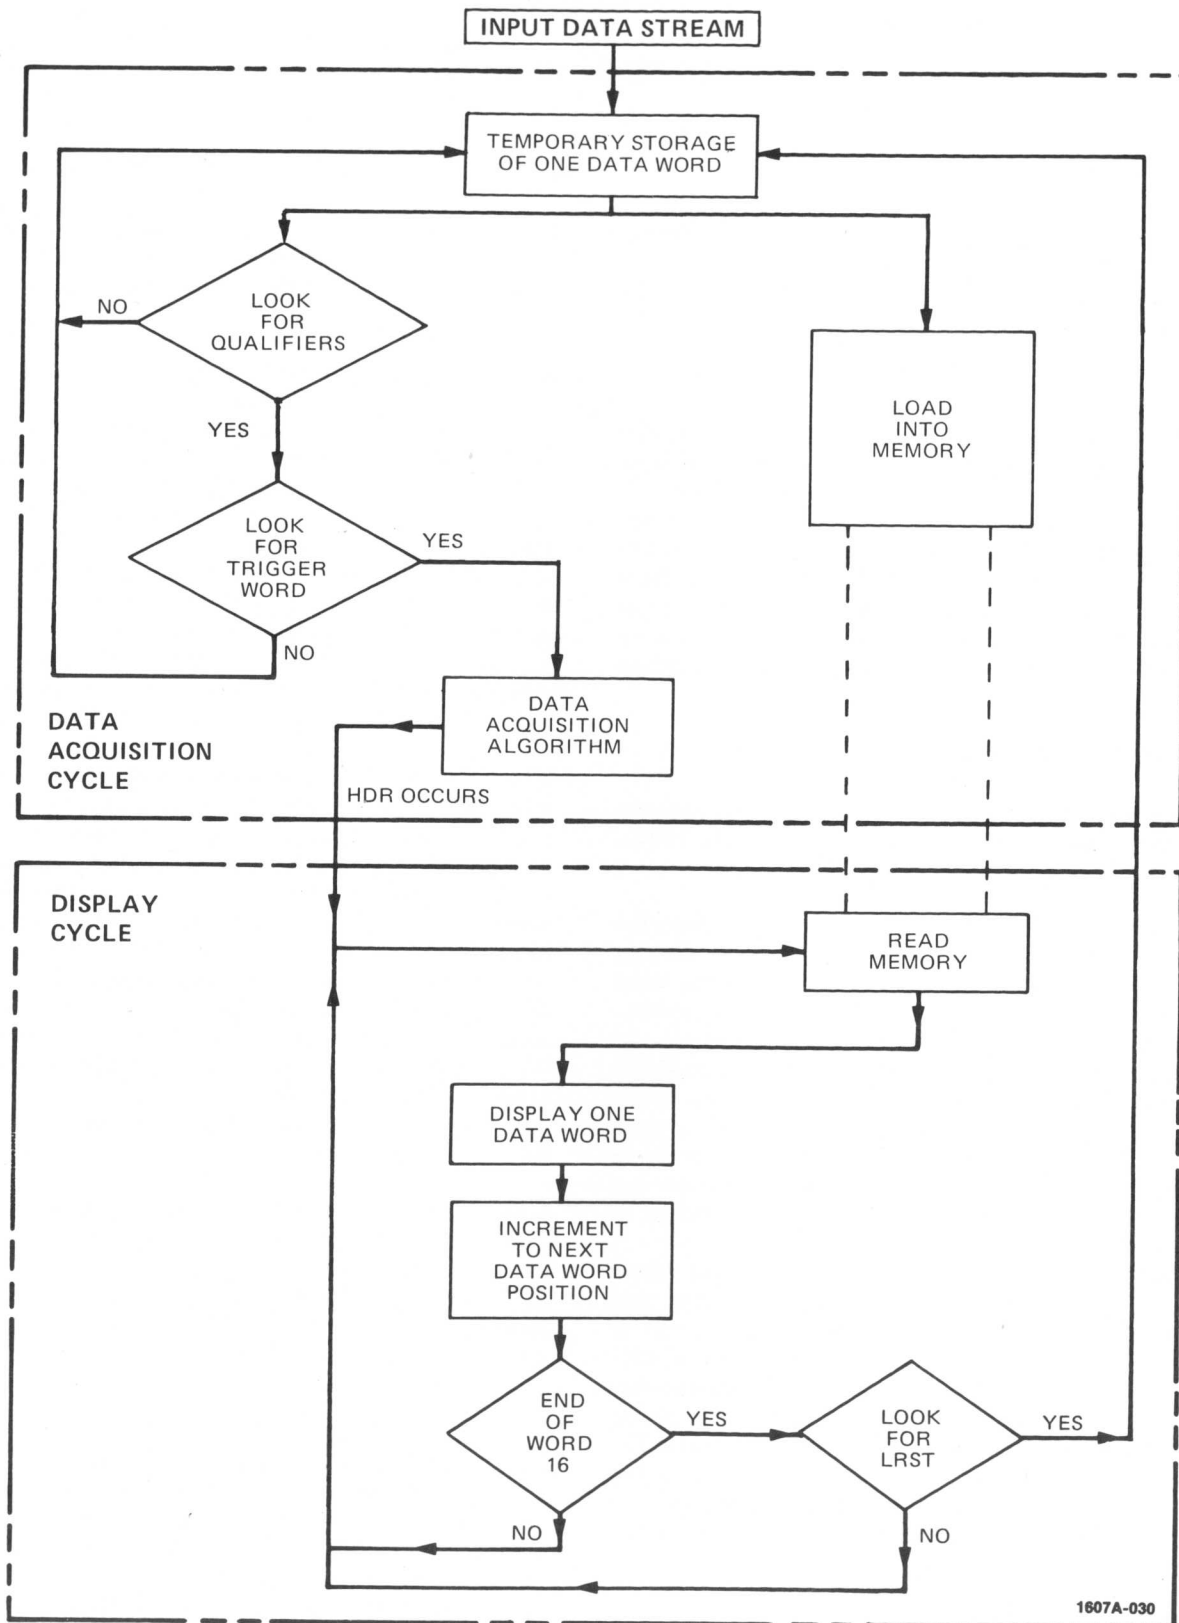 INPUT DATA STREAM
TEMPORARY STORAGE
OF ONE DATA WORD
NO
LOOK
FOR
QUALIFIERS
YES
LOAD
INTO
MEMORY
LOOK
FOR
TRIGGER
WORD
YES
NO
DATA
ACQUISITION
ALGORITHM
DATA
ACQUISITION
CYCLE
HDR OCCURS
DISPLAY
CYCLE
READ
MEMORY
DISPLAY ONE
DATA WORD
INCREMENT
TO NEXT
DATA WORD
POSITION
END
OF
WORD
16
YES
LOOK
FOR
LRST
YES
NO
NO
1607A-030